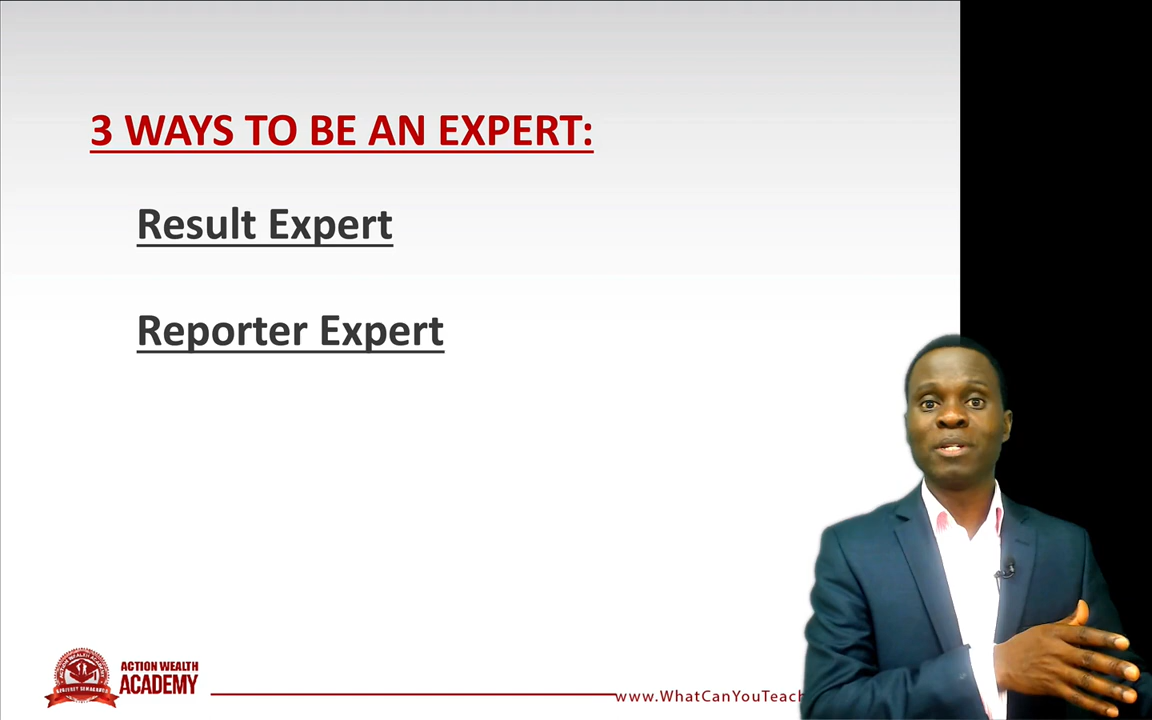 3 WAYS TO BE AN EXPERT:
Result Expert
Reporter Expert
ACTION WEALTH
ACADEMY
www.WhatCanYouTeach